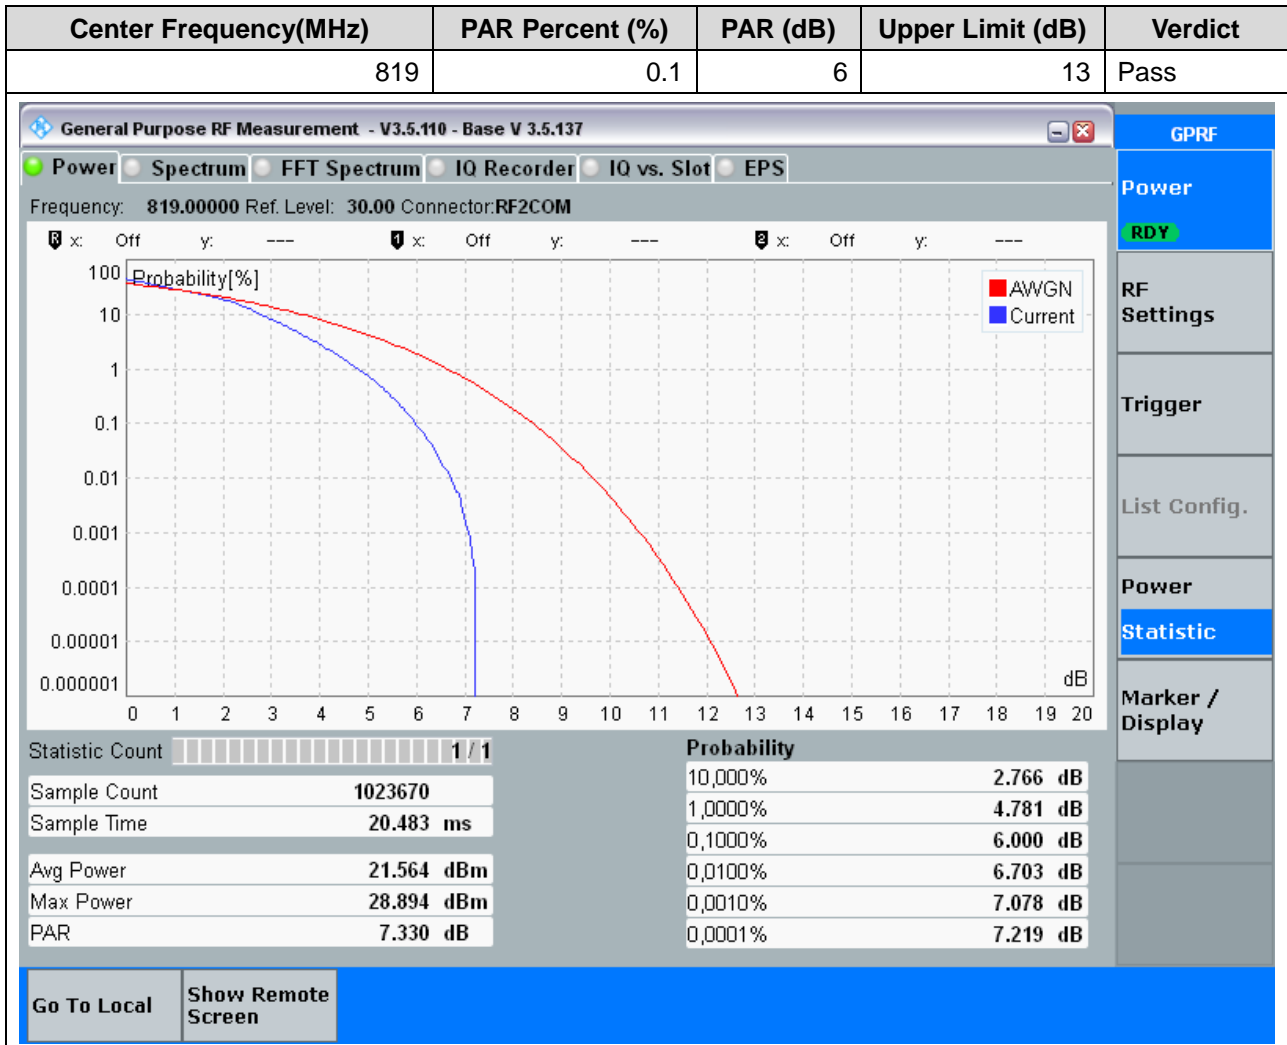 Center Frequency(MHz) PAR Percent (%) PAR (dB) Upper Limit (dB) Verdict
819 0.1 6 13 Pass
General Purpose RF Measurement - V3.5.110 - Base V 3.5.137
GPRF
Power Spectrum FFT Spectrum IQ Recorder IQ vs. Slot EPS
Frequency: 819.00000 Ref. Level: 30.00 Connector:RF2COM
R x: Off y: --- 1 x: Off y: --- 2 x: Off y: ---
Probability[%]
AWGN
Current
100
10
1
0.1
0.01
0.001
0.0001
0.00001
0.000001
dB
0 1 2 3 4 5 6 7 8 9 10 11 12 13 14 15 16 17 18 19 20
Statistic Count 1 / 1
Sample Count 1023670
Sample Time 20.483 ms
Avg Power 21.564 dBm
Max Power 28.894 dBm
PAR 7.330 dB
Probability
10,000% 2.766 dB
1,0000% 4.781 dB
0,1000% 6.000 dB
0,0100% 6.703 dB
0,0010% 7.078 dB
0,0001% 7.219 dB
Power
RDY
RF
Settings
Trigger
List Config.
Power
Statistic
Marker /
Display
Go To Local
Show Remote
Screen